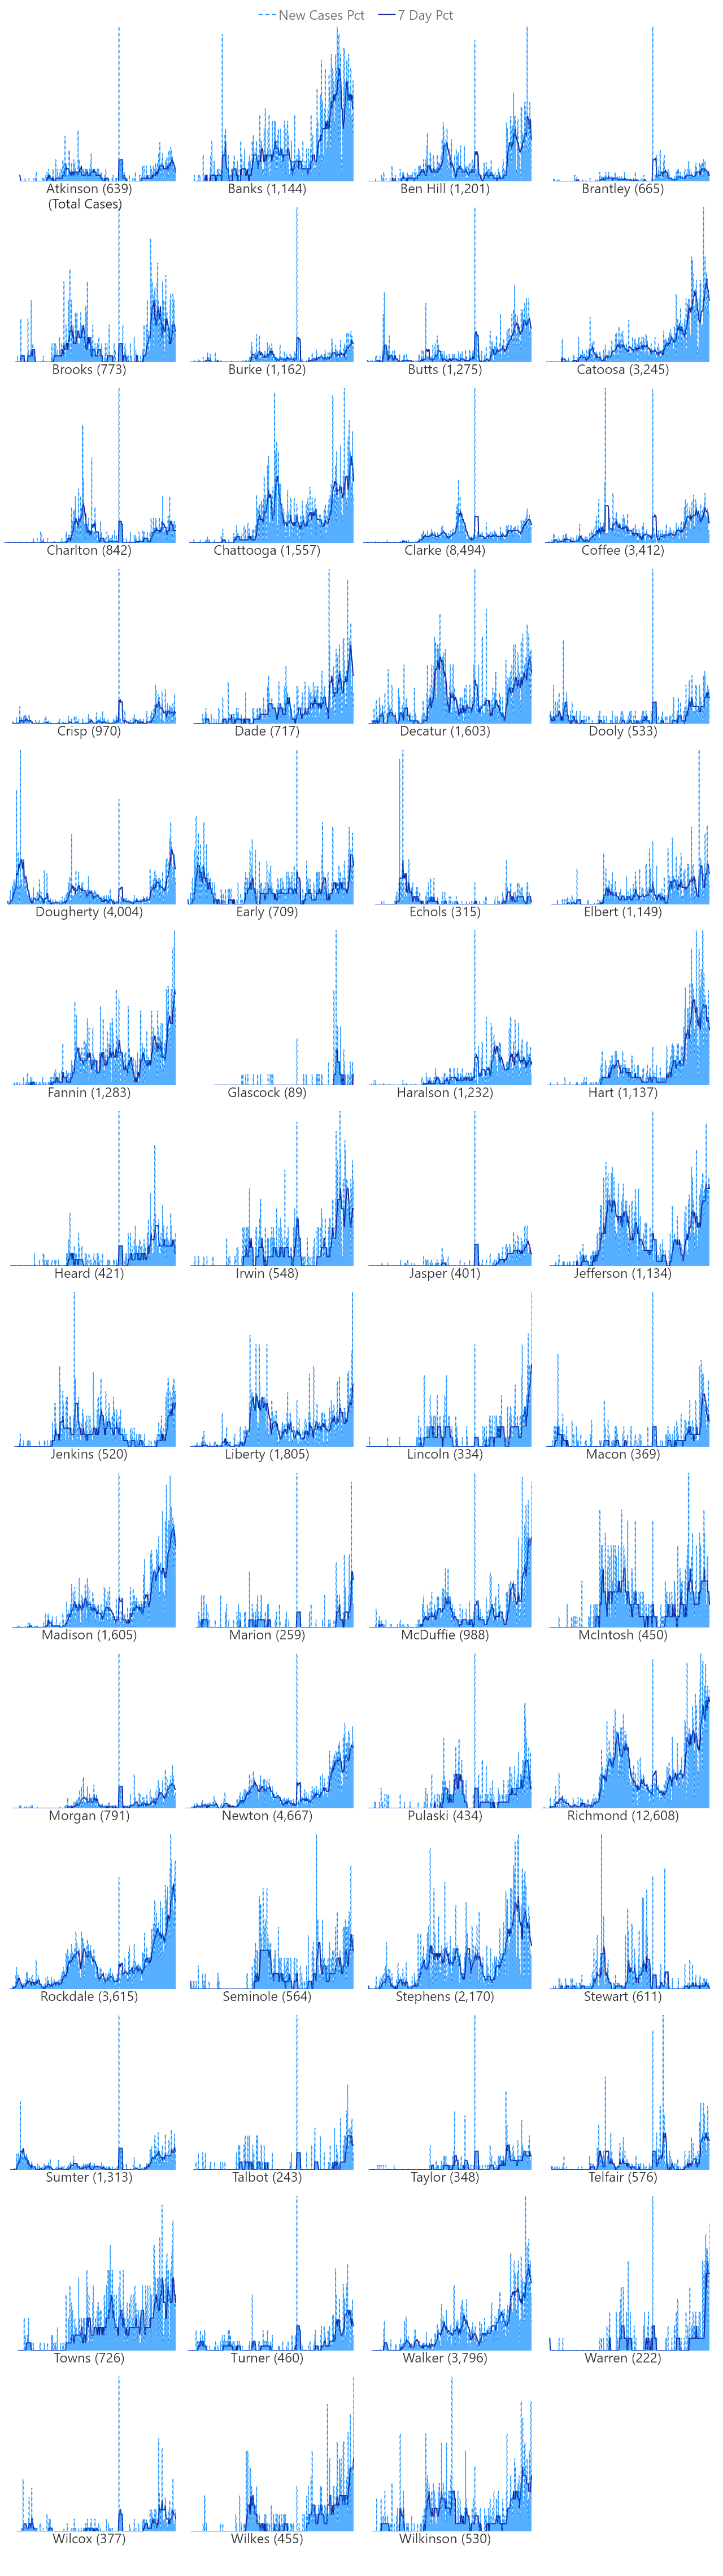 New Cases Pct 7 Day Pct
Atkinson (639) Banks (1,144) Ben Hill (1,201) Brantley (665)
(Total Cases)
Brooks (773) Burke (1,162) Butts (1,275) Catoosa (3,245)
Charlton (842) Chattooga (1,557) Clarke (8,494) Coffee (3,412)
Crisp (970) Dade (717) Decatur (1,603) Dooly (533)
Dougherty (4,004) Early (709) Echols (315) Elbert (1,149)
Fannin (1,283) Glascock (89) Haralson (1,232) Hart (1,137)
Heard (421) Irwin (548) Jasper (401) Jefferson (1,134)
Jenkins (520) Liberty (1,805) Lincoln (334) Macon (369)
Madison (1,605) Marion (259) McDuffie (988) McIntosh (450)
Morgan (791) Newton (4,667) Pulaski (434) Richmond (12,608)
Rockdale (3,615) Seminole (564) Stephens (2,170) Stewart (611)
Sumter (1,313) Talbot (243) Taylor (348) Telfair (576)
Towns (726) Turner (460) Walker (3,796) Warren (222)
Wilcox (377) Wilkes (455) Wilkinson (530)